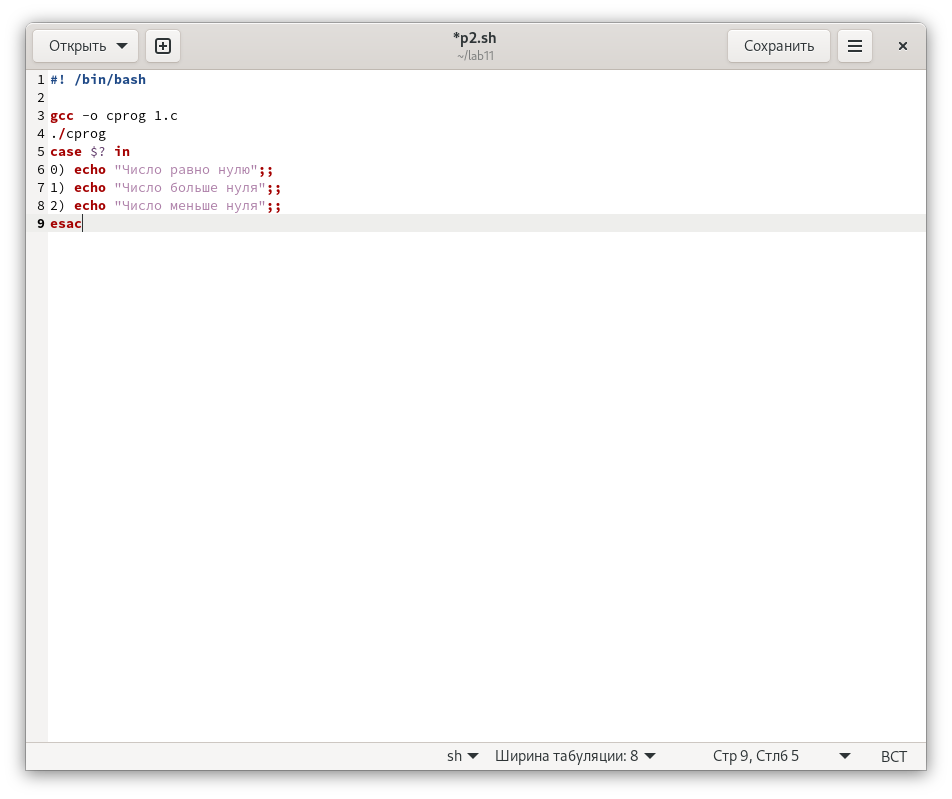 Открыть
*p2.sh
~/lab11
Сохранить
1 #! /bin/bash
2
3 gcc -o cprog 1.c
4 ./cprog
5 case $? in
6 0) echo "Число равно нулю";;
7 1) echo "Число больше нуля";;
8 2) echo "Число меньше нуля";;
9 esac
sh Ширина табуляции: 8 Стр 9, Стлб 5 ВСТ